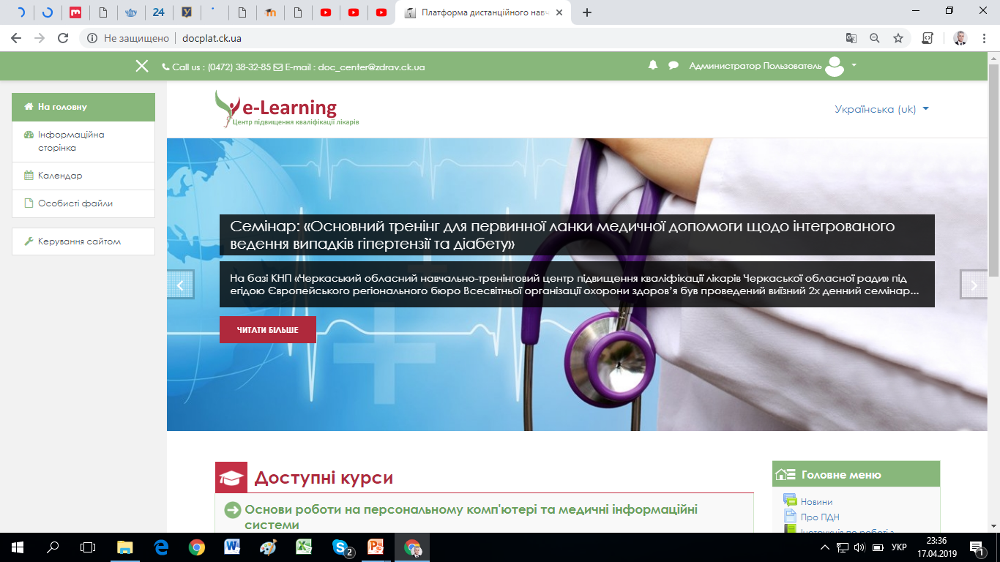 24
Платформа дистанційного навч
Не защищено
docplat.ck.ua
Call us : (0472) 38-32-85 E-mail : doc_center@zdrav.ck.ua
Администратор Пользователь
На головну
Інформаційна
сторінка
Календар
Особисті файли
Керування сайтом
e-Learning
Центр підвищення кваліфікації лікарів
Українська (uk)
Семінар: «Основний тренінг для первинної ланки медичної допомоги щодо інтегрованого
ведення випадків гіпертензії та діабету»
На базі КНП «Черкаський обласний навчально-тренінговий центр підвищення кваліфікації лікарів Черкаської обласної ради» під
егідою Європейського регіонального бюро Всесвітньої організації охорони здоров’я був проведений виїзний 2х денний семінар...
ЧИТАТИ БІЛЬШЕ
Доступні курси
Основи роботи на персональному комп'ютері та медичні інформаційні
системи
Головне меню
Новини
Про ПДН
Інструкція по роботі з
2
УКР
23:36
17.04.2019
1